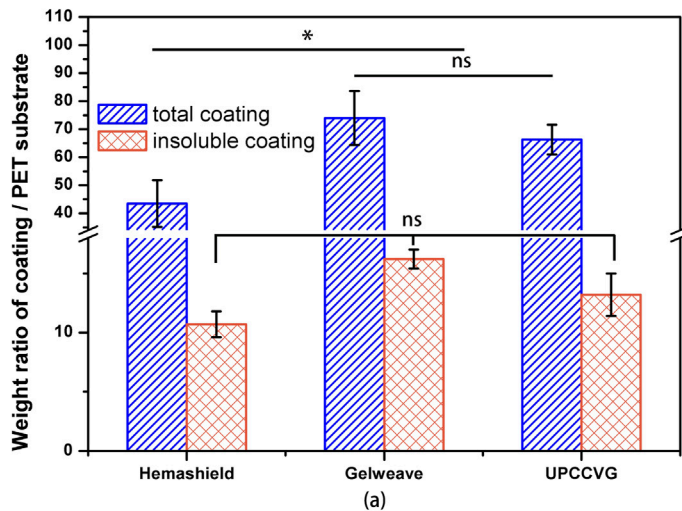 Weight ratio of coating / PET substrate
110
100
90
80
70
60
50
40
10
0
*
ns
total coating
insoluble coating
ns
Hemashield Gelweave UPCCVG
(a)